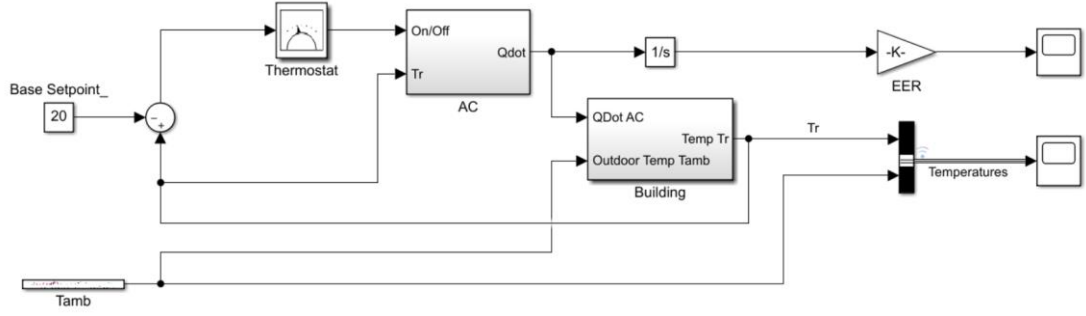 Thermostat
On/Off
Tr
Qdot
AC
1/s
-K-
EER
Base Setpoint_
20
QDot AC
Outdoor Temp Tamb
Temp Tr
Building
Tr
Temperatures
Tamb